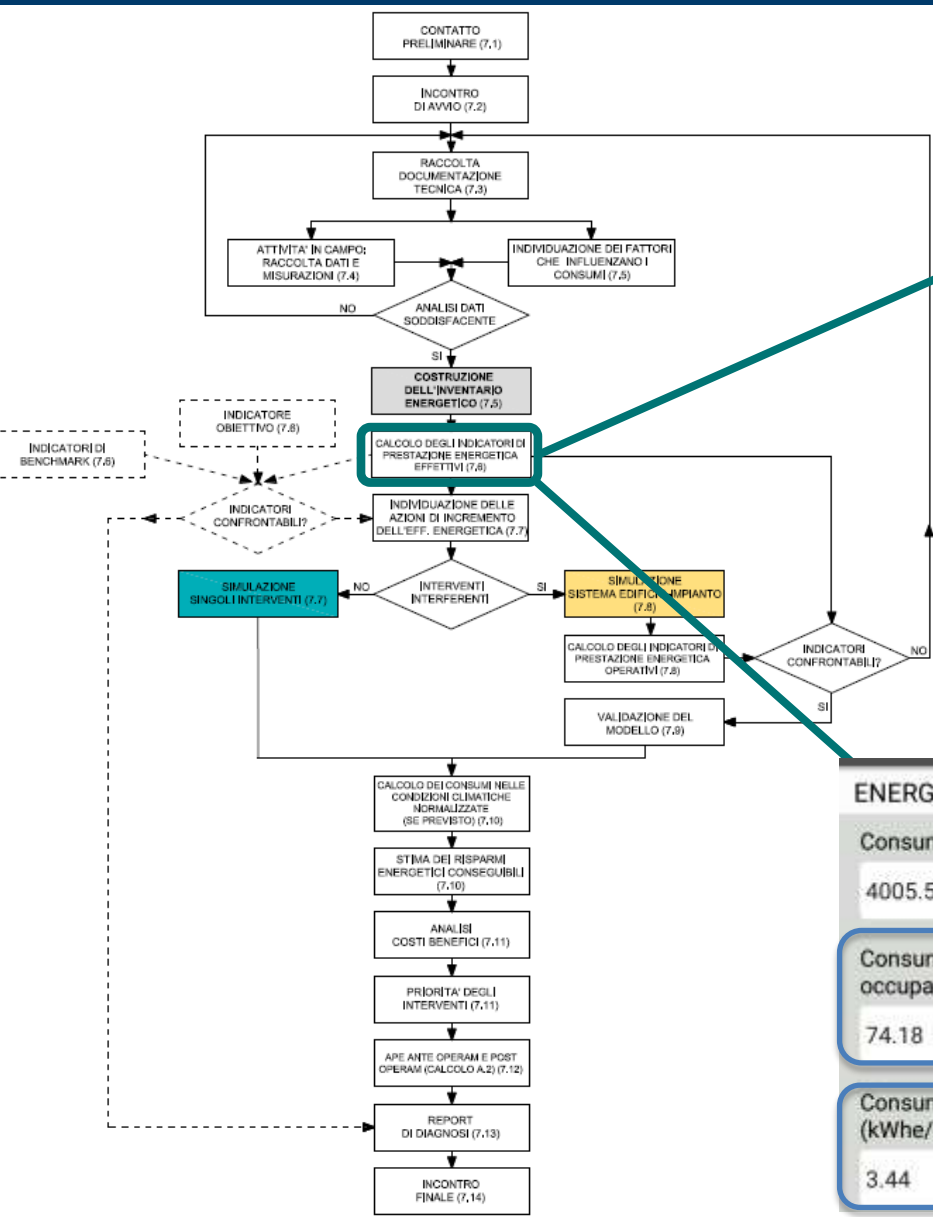 CONTATTO
PRELIMINARE (7.1)
INCONTRO
DI AVVIO (7.2)
RACCOLTA
DOCUMENTAZIONE
TECNICA (7.3)
ATTIVITA' IN CAMPO:
RACCOLTA DATI E
MISURAZIONI (7.4)
INDIVIDUAZIONE DEI FATTORI
CHE INFLUENZANO I
CONSUMI (7.5)
NO
ANALISI DATI
SODDISFACENTE
SI
COSTRUZIONE
DELL'INVENTARIO
ENERGETICO (7.5)
INDICATORE
OBIETTIVO (7.6)
INDICATORI DI
BENCHMARK (7.6)
CALCOLO DEGLI INDICATORI DI
PRESTAZIONE ENERGETICA
EFFETTIVI (7.6)
INDICATORI
CONFRONTABILI?
INDIVIDUAZIONE DELLE
AZIONI DI INCREMENTO
DELL'EFF. ENERGETICA (7.7)
SIMULAZIONE
SINGOLI INTERVENTI (7.7)
NO
INTERVENTI
INTERFERENTI
SI
SIMULAZIONE
SISTEMA EDIFICIO IMPIANTO
(7.8)
CALCOLO DEGLI INDICATORI DI
PRESTAZIONE ENERGETICA
OPERATIVI (7.8)
INDICATORI
CONFRONTABILI?
NO
SI
VALIDAZIONE DEL
MODELLO (7.9)
CALCOLO DEI CONSUMI NELLE
CONDIZIONI CLIMATICHE
NORMALIZZATE
(SE PREVISTO) (7.10)
STIMA DEI RISPARMI
ENERGETICI CONSEGUIBILI
(7.10)
ANALISI
COSTI BENEFICI (7.11)
PRIORITA' DEGLI
INTERVENTI (7.11)
APE ANTE OPERAM E POST
OPERAM (CALCOLO A.2) (7.12)
REPORT
DI DIAGNOSI (7.13)
INCONTRO
FINALE (7.14)
ENERG
Consur
4005.5
Consur
occupa
74.18
Consur
(kWhe/
3.44